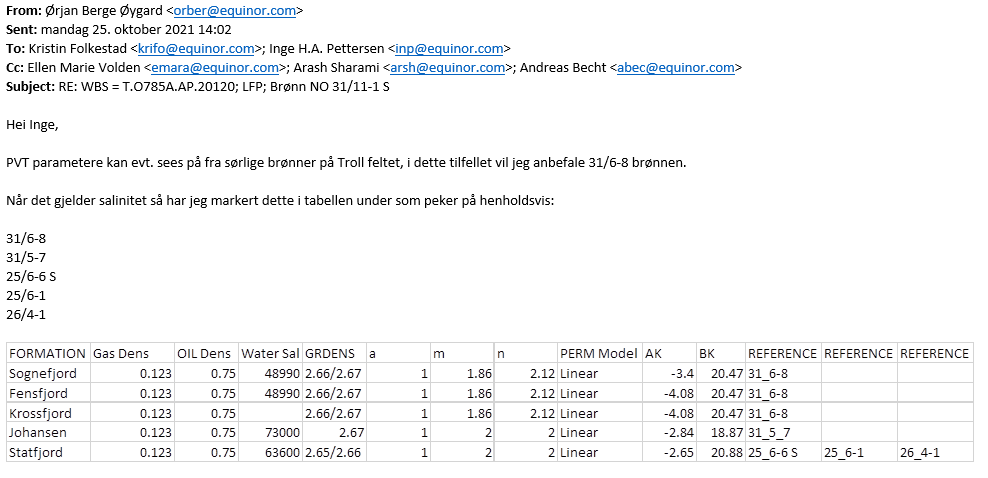 From: Ørjan Berge Øygard <orber@equinor.com>
Sent: mandag 25. oktober 2021 14:02
To: Kristin Folkestad <krifo@equinor.com>; Inge H.A. Pettersen <inp@equinor.com>
Cc: Ellen Marie Volden <emara@equinor.com>; Arash Sharami <arsh@equinor.com>; Andreas Becht <abec@equinor.com>
Subject: RE: WBS = T.O785A.AP.20120; LFP; Brønn NO 31/11-1 S
Hei Inge,
PVT parametere kan evt. sees på fra sørlige brønner på Troll feltet, i dette tilfellet vil jeg anbefale 31/6-8 brønnen.
Når det gjelder salinitet så har jeg markert dette i tabellen under som peker på henholdsvis:
31/6-8
31/5-7
25/6-6 S
25/6-1
26/4-1
FORMATION Gas Dens OIL Dens Water Sal GRDENS a m n PERM Model AK BK REFERENCE REFERENCE REFERENCE
Sognefjord 0.123 0.75 48990 2.66/2.67 1 1.86 2.12 Linear -3.4 20.47 31_6-8
Fensfjord 0.123 0.75 48990 2.66/2.67 1 1.86 2.12 Linear -4.08 20.47 31_6-8
Krossfjord 0.123 0.75 2.66/2.67 1 1.86 2.12 Linear -4.08 20.47 31_6-8
Johansen 0.123 0.75 73000 2.67 1 2 2 Linear -2.84 18.87 31_5_7
Statfjord 0.123 0.75 63600 2.65/2.66 1 2 2 Linear -2.65 20.88 25_6-6 S 25_6-1 26_4-1